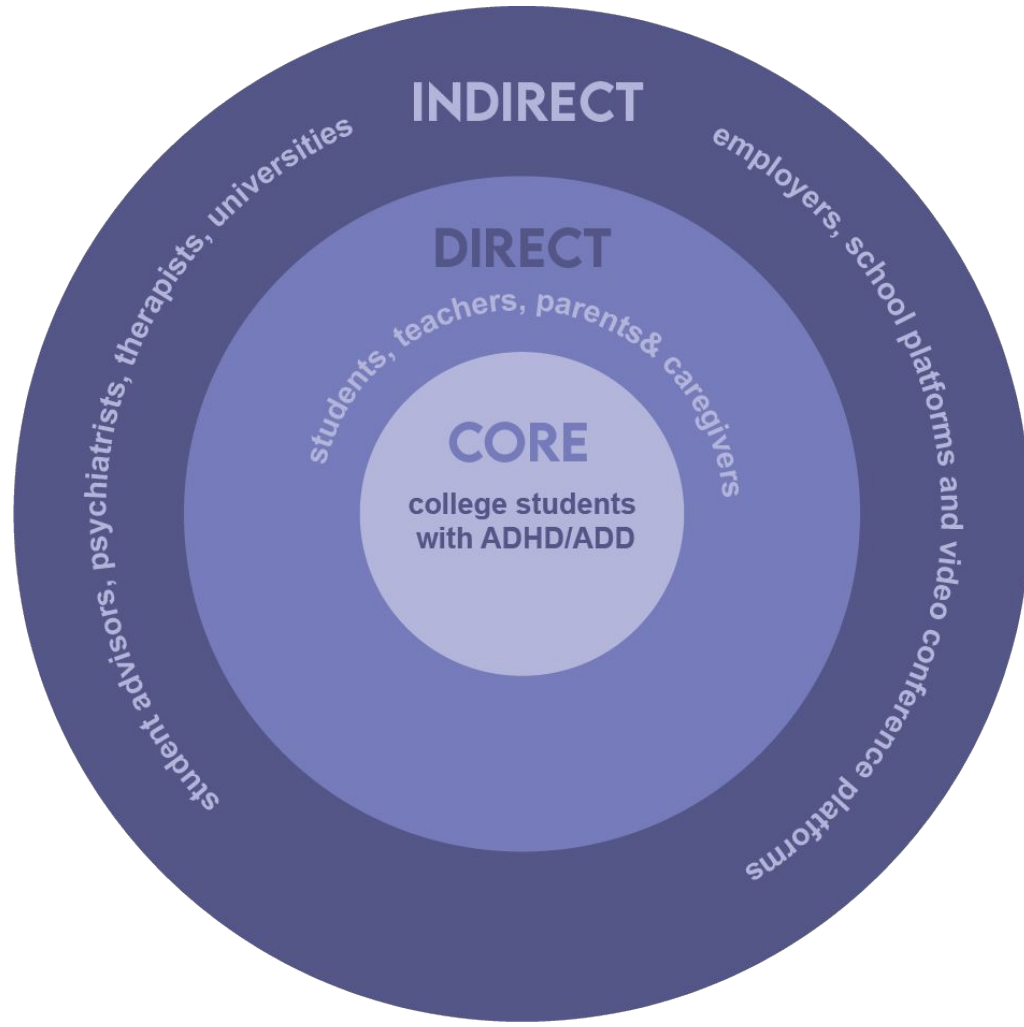 INDIRECT
student advisors, psychiatrists, therapists, universities
employers, school platforms and video conference platforms
DIRECT
students, teachers, parents& caregivers
CORE
college students
with ADHD/ADD